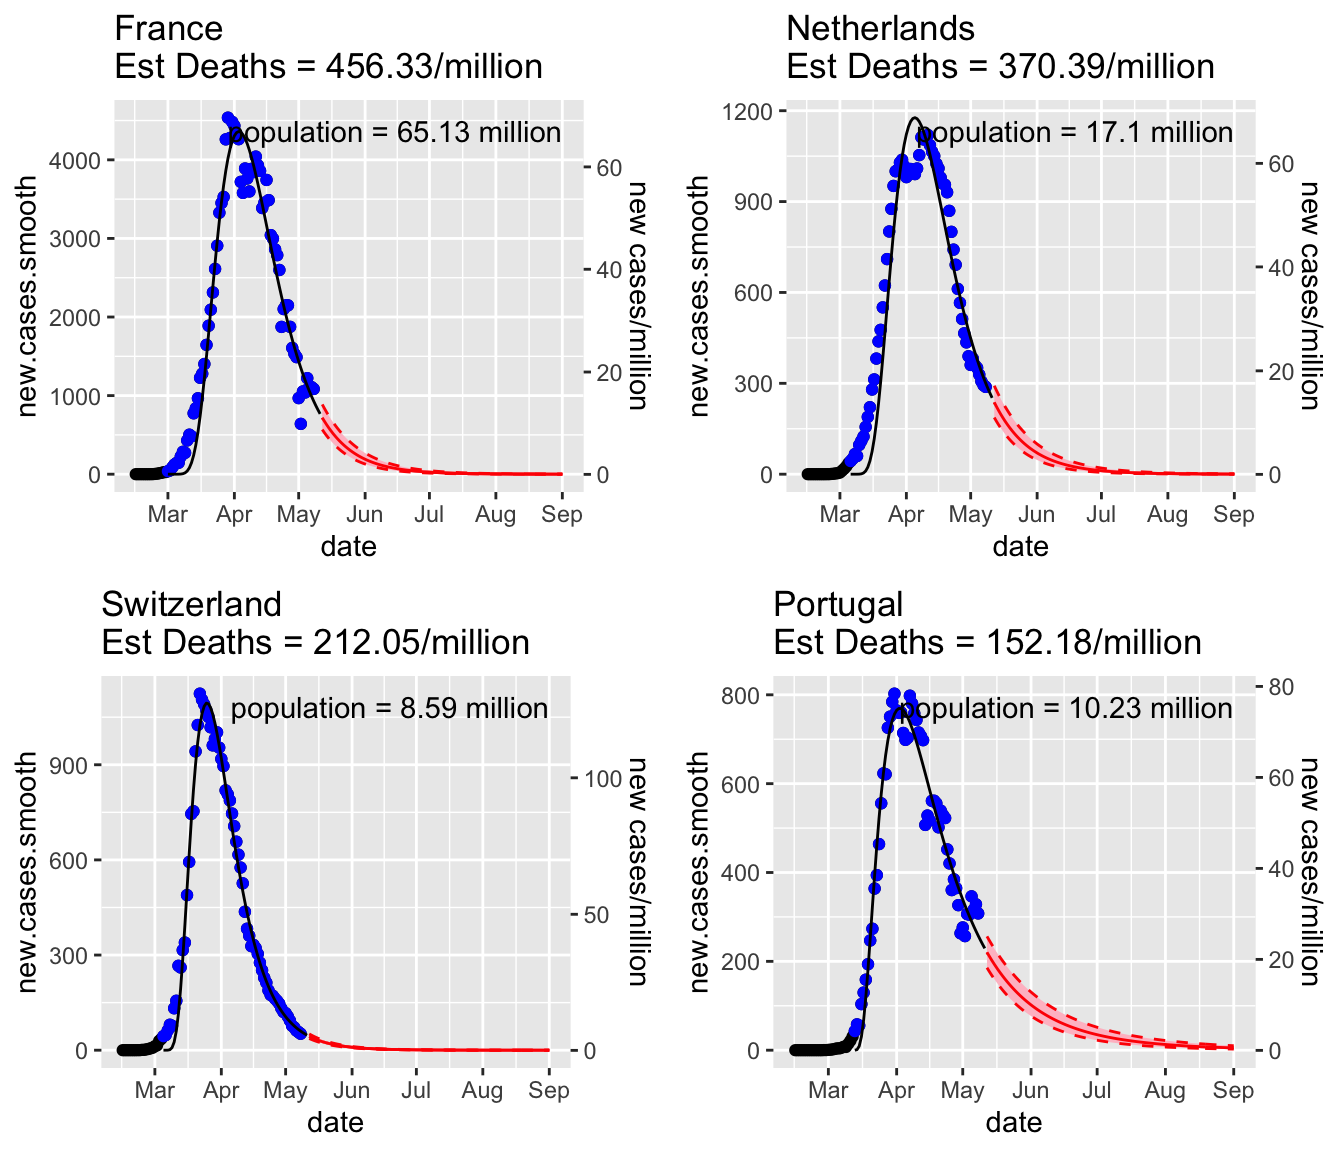 France
Est Deaths = 456.33/million
population = 65.13 million
4000
3000
2000
1000
0
60
40
20
0
new.cases.smooth
new cases/million
Mar Apr May Jun Jul Aug Sep
date
Netherlands
Est Deaths = 370.39/million
population = 17.1 million
1200
900
600
300
0
60
40
20
0
new.cases.smooth
new cases/million
Mar Apr May Jun Jul Aug Sep
date
Switzerland
Est Deaths = 212.05/million
population = 8.59 million
900
600
300
0
100
50
0
new.cases.smooth
new cases/million
Mar Apr May Jun Jul Aug Sep
date
Portugal
Est Deaths = 152.18/million
population = 10.23 million
800
600
400
200
0
80
60
40
20
0
new.cases.smooth
new cases/million
Mar Apr May Jun Jul Aug Sep
date